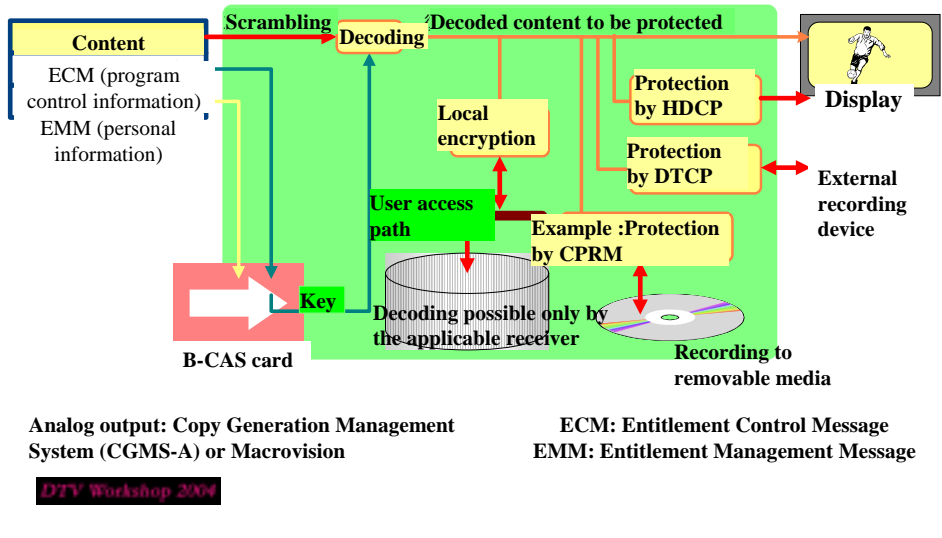 Scrambling
Decoded content to be protected
Content
Decoding
ECM (program
control information)
EMM (personal
information)
Protection
by HDCP
Display
Local
encryption
Protection
by DTCP
External
recording
device
User access
path
Example :Protection
by CPRM
Key
Decoding possible only by
the applicable receiver
B-CAS card
Recording to
removable media
Analog output: Copy Generation Management
System (CGMS-A) or Macrovision
ECM: Entitlement Control Message
EMM: Entitlement Management Message
DTV Workshop 2004